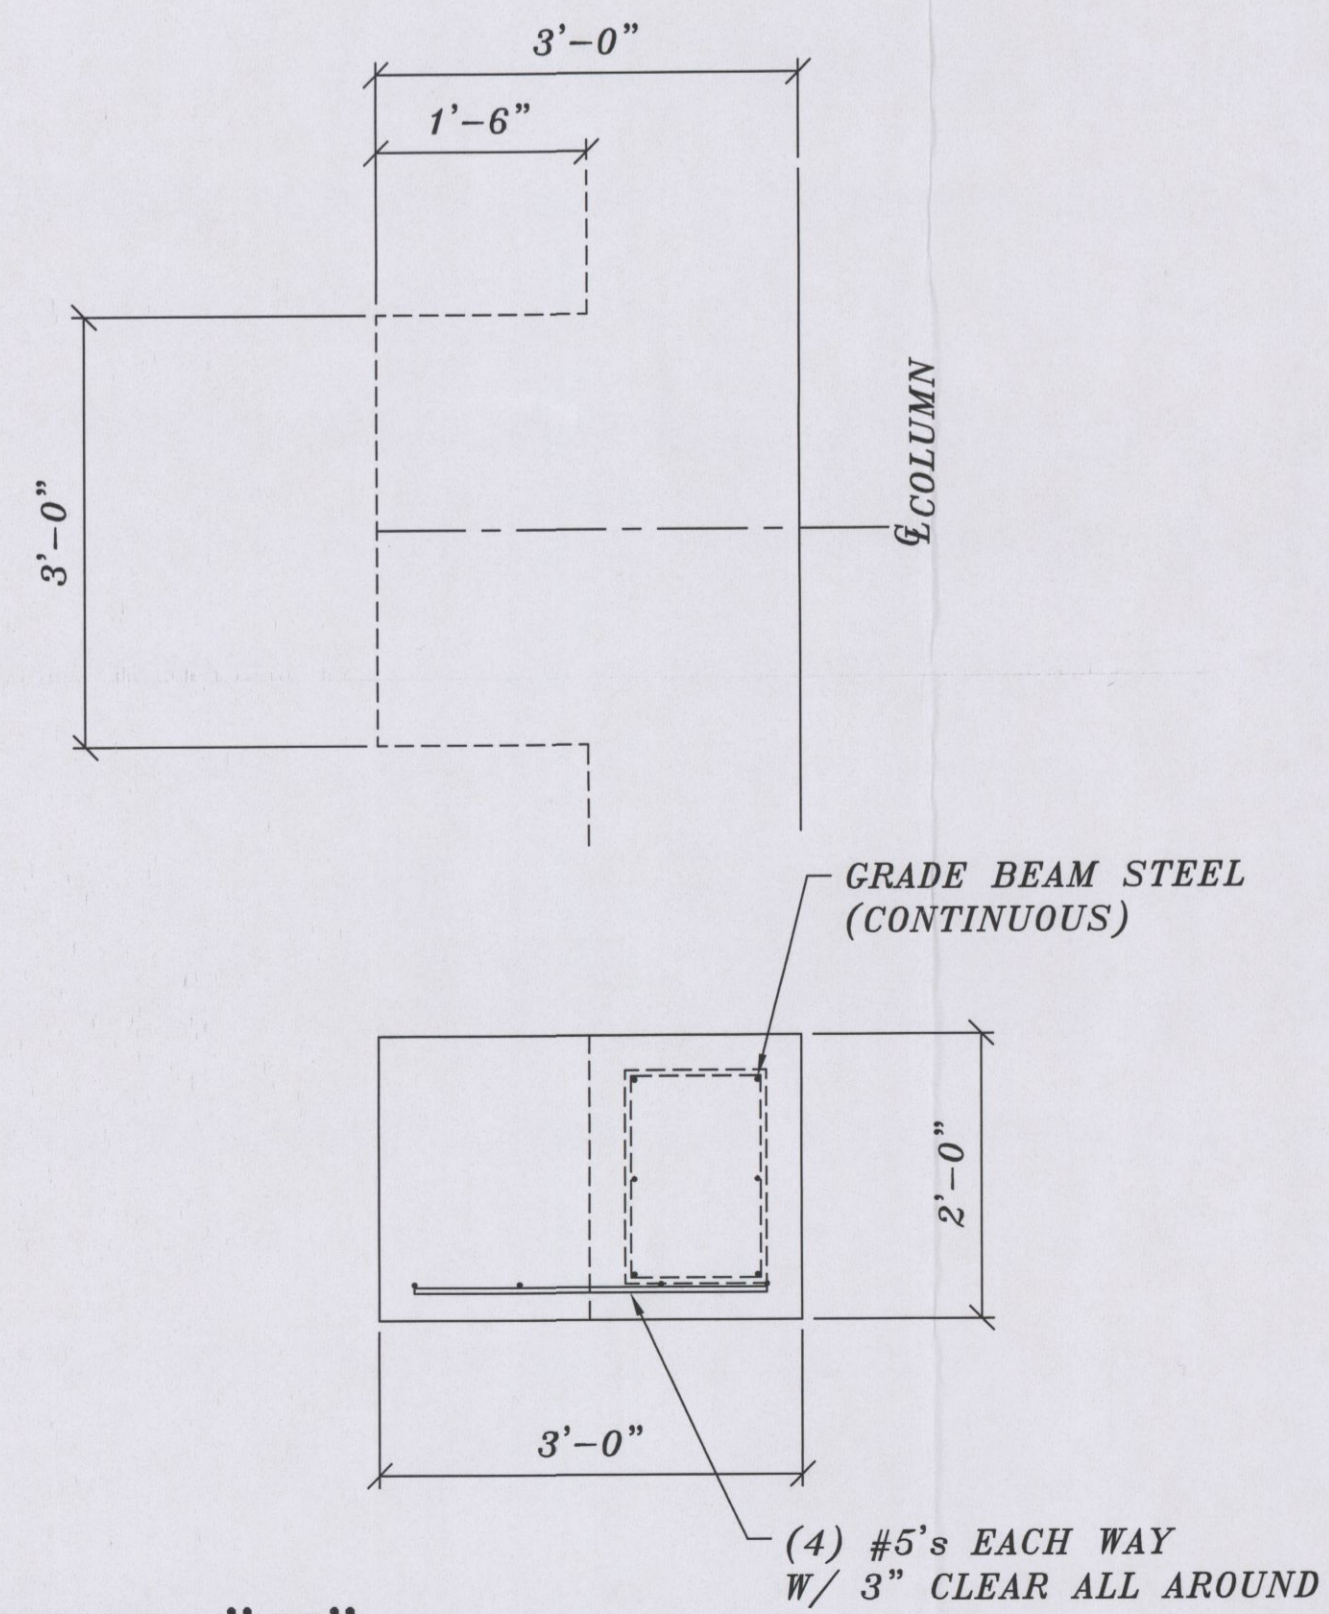 3'-0"
1'-6"
3'-0"
℄ COLUMN
GRADE BEAM STEEL
(CONTINUOUS)
2'-0"
3'-0"
(4) #5's EACH WAY
W/ 3" CLEAR ALL AROUND